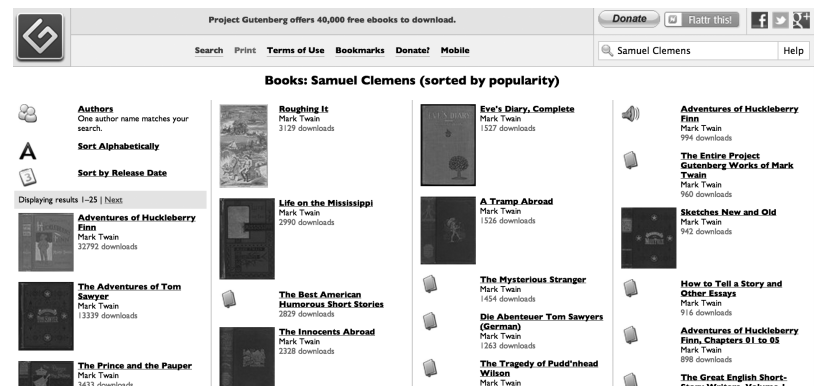 Project Gutenberg offers 40,000 free ebooks to download.
Donate
Flattr this!
Search Print Terms of Use Bookmarks Donate? Mobile
Samuel Clemens
Help
Books: Samuel Clemens (sorted by popularity)
Authors
One author name matches your
search.
Sort Alphabetically
Sort by Release Date
Displaying results 1–25 | Next
Adventures of Huckleberry
Finn
Mark Twain
32792 downloads
The Adventures of Tom
Sawyer
Mark Twain
13339 downloads
The Prince and the Pauper
Mark Twain
3433 downloads
Roughing It
Mark Twain
3129 downloads
Life on the Mississippi
Mark Twain
2990 downloads
The Best American
Humorous Short Stories
2829 downloads
The Innocents Abroad
Mark Twain
2328 downloads
Eve's Diary, Complete
Mark Twain
1527 downloads
A Tramp Abroad
Mark Twain
1526 downloads
The Mysterious Stranger
Mark Twain
1454 downloads
Die Abenteuer Tom Sawyers
(German)
Mark Twain
1263 downloads
The Tragedy of Pudd'nhead
Wilson
Mark Twain
Adventures of Huckleberry
Finn
Mark Twain
994 downloads
The Entire Project
Gutenberg Works of Mark
Twain
Mark Twain
960 downloads
Sketches New and Old
Mark Twain
942 downloads
How to Tell a Story and
Other Essays
Mark Twain
916 downloads
Adventures of Huckleberry
Finn, Chapters 01 to 05
Mark Twain
898 downloads
The Great English Short-
Story Writers, Volume 1